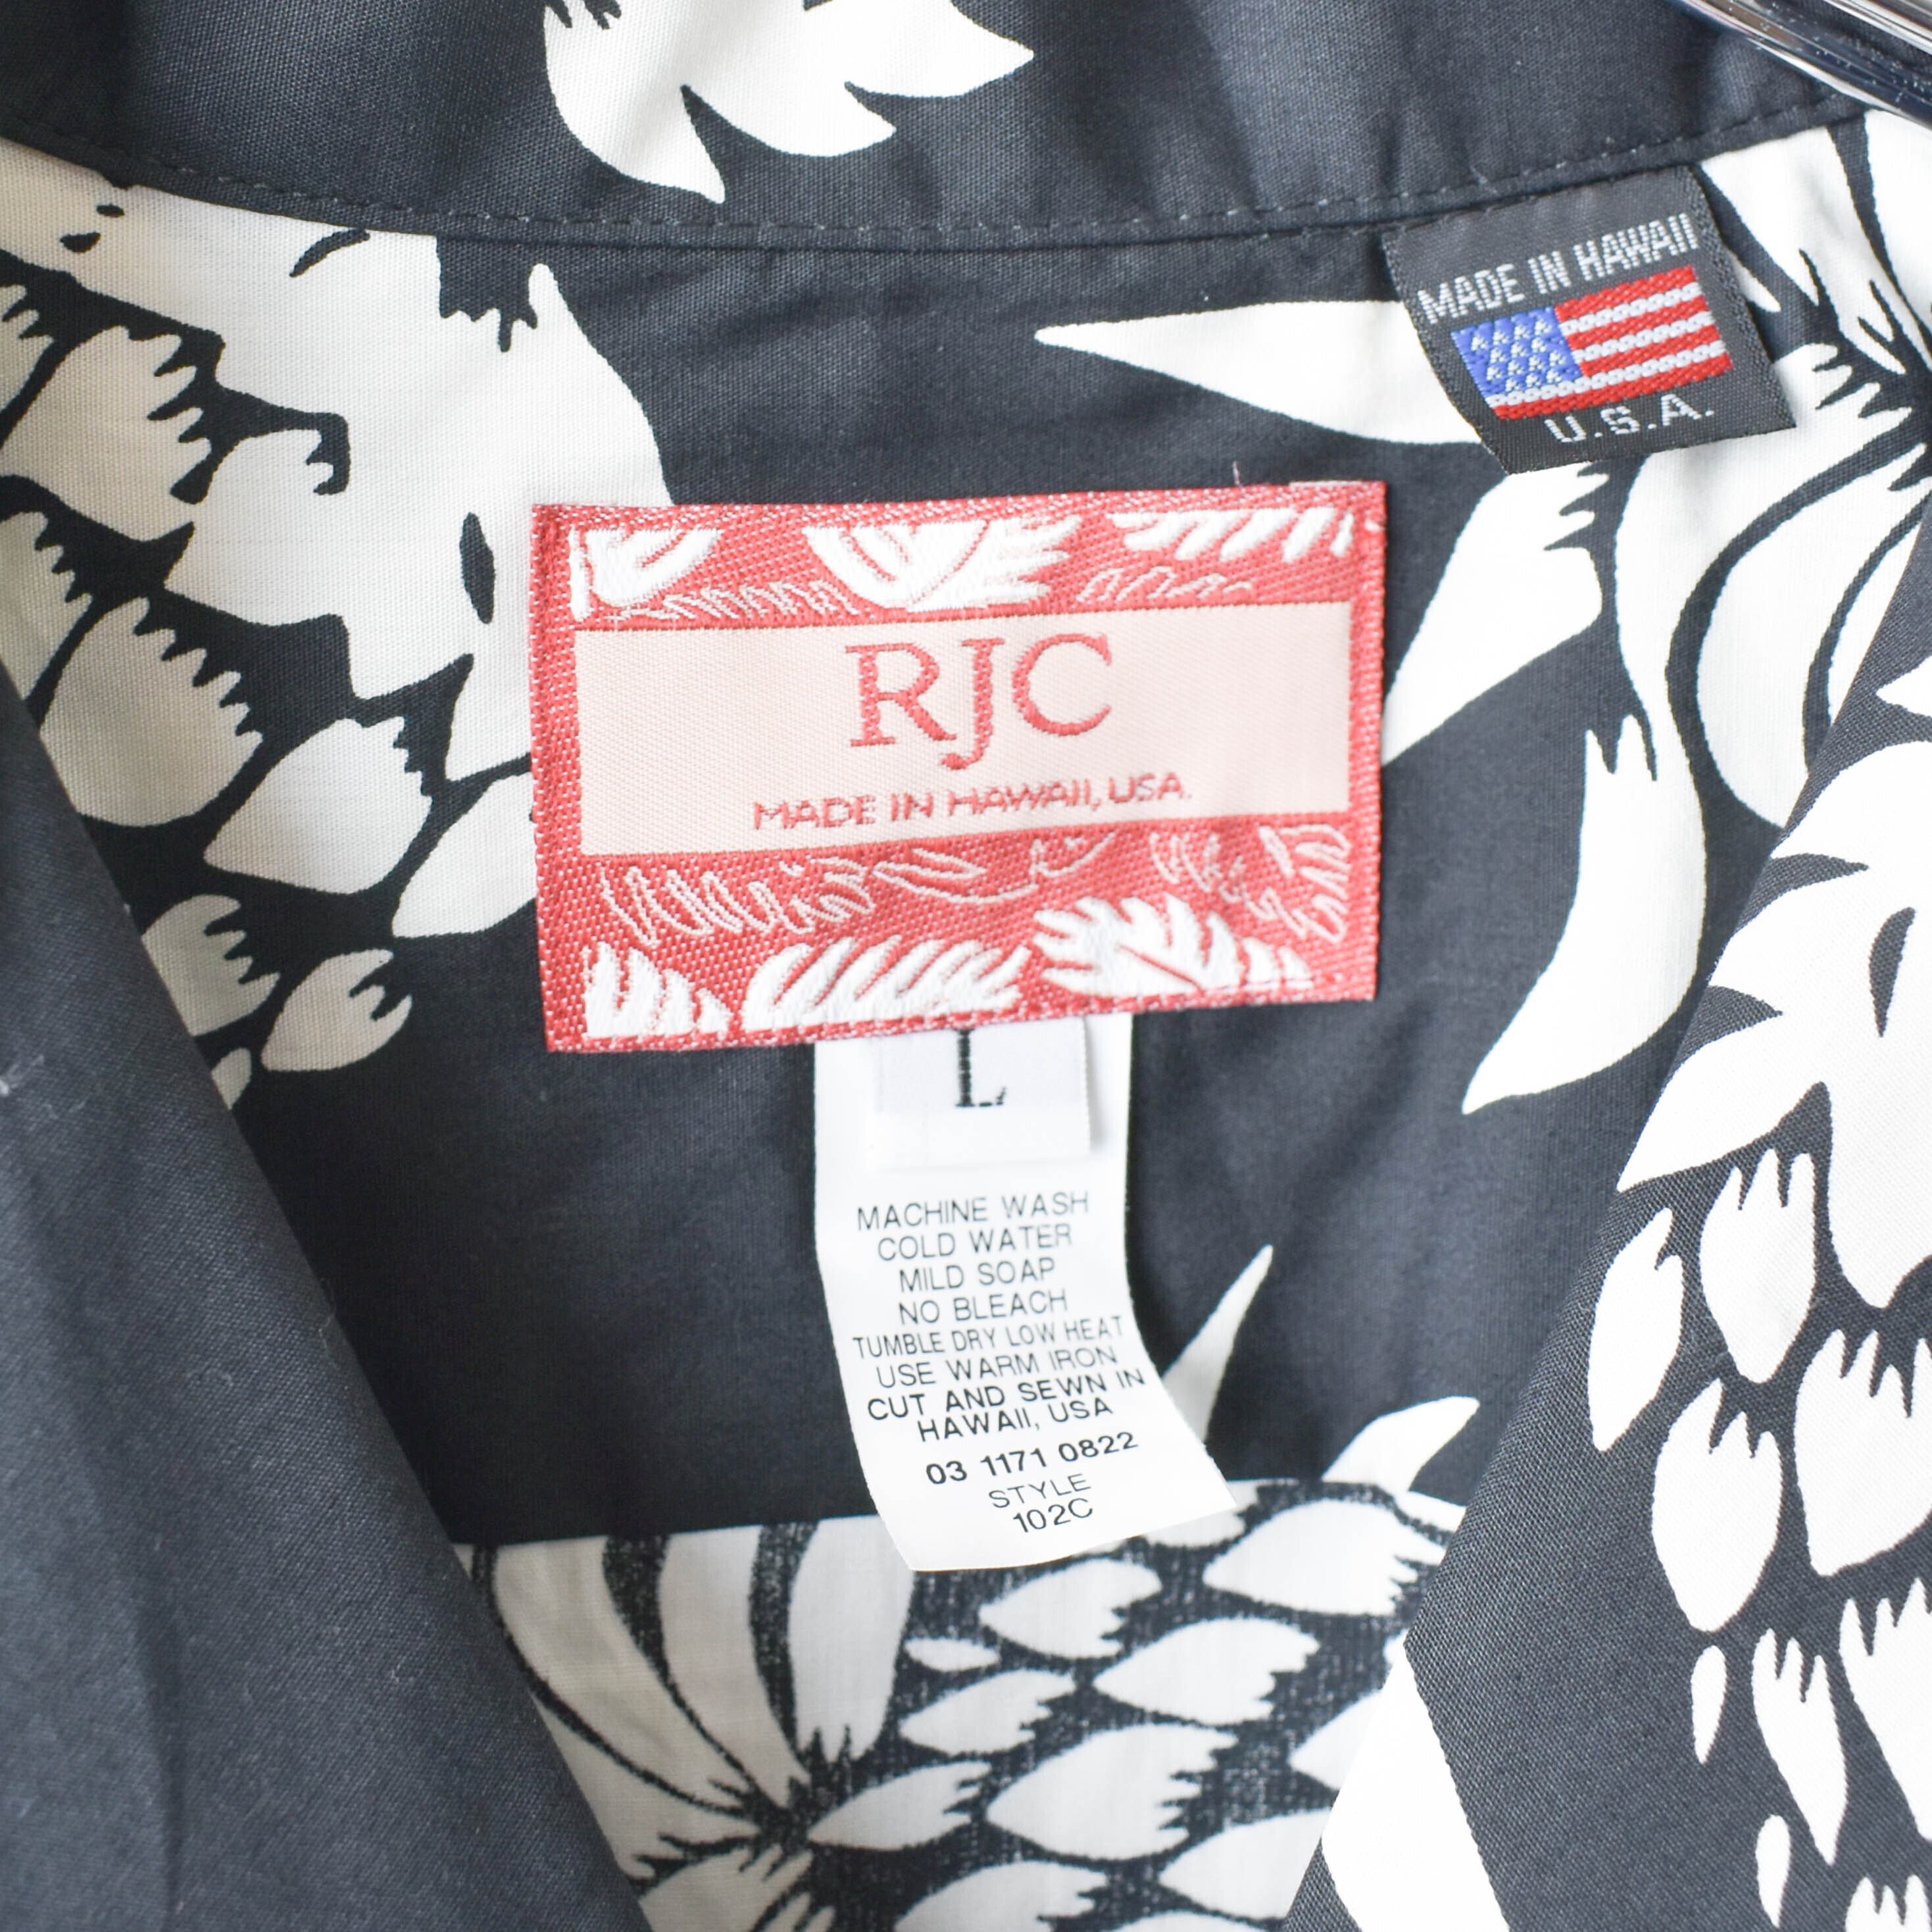 MADE IN HAWAII
U.S.A.
RJC
MADE IN HAWAII, USA.
L
MACHINE WASH
COLD WATER
MILD SOAP
NO BLEACH
TUMBLE DRY LOW HEAT
USE WARM IRON
CUT AND SEWN IN
HAWAII, USA
03 1171 0822
STYLE
102C